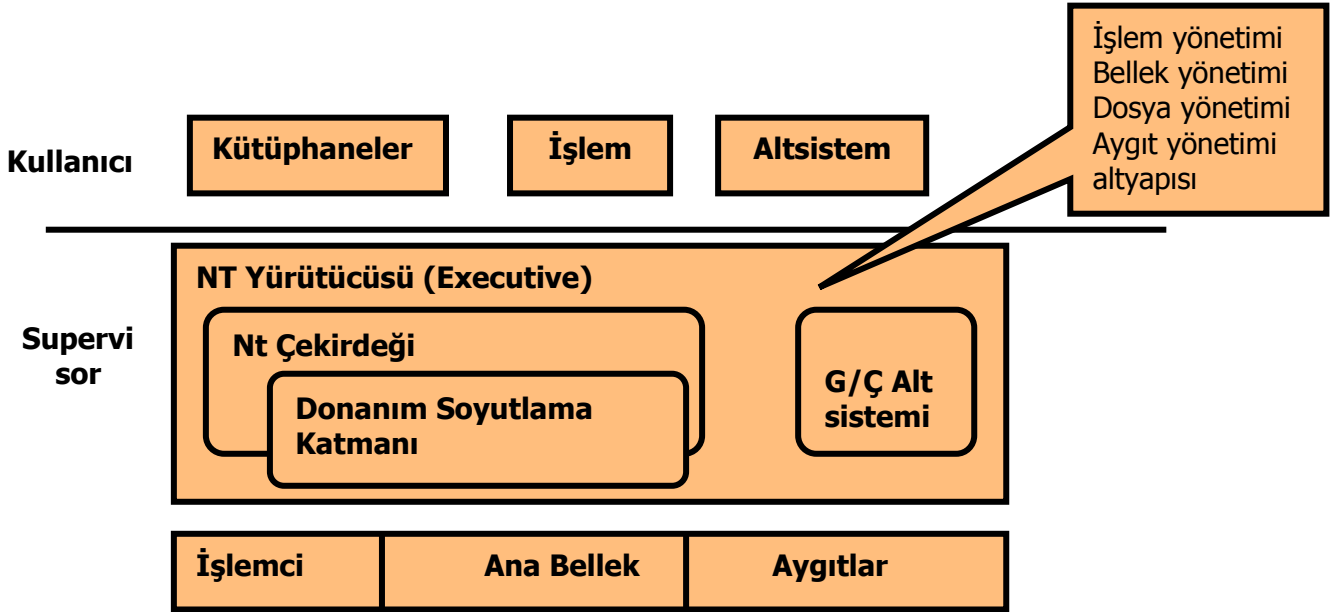 İşlem yönetimi
Bellek yönetimi
Dosya yönetimi
Aygıt yönetimi
altyapısı
Kullanıcı
Kütüphaneler
İşlem
Altsistem
NT Yürütücüsü (Executive)
Supervi
sor
Nt Çekirdeği
Donanım Soyutlama
Katmanı
G/Ç Alt
sistemi
İşlemci
Ana Bellek
Aygıtlar